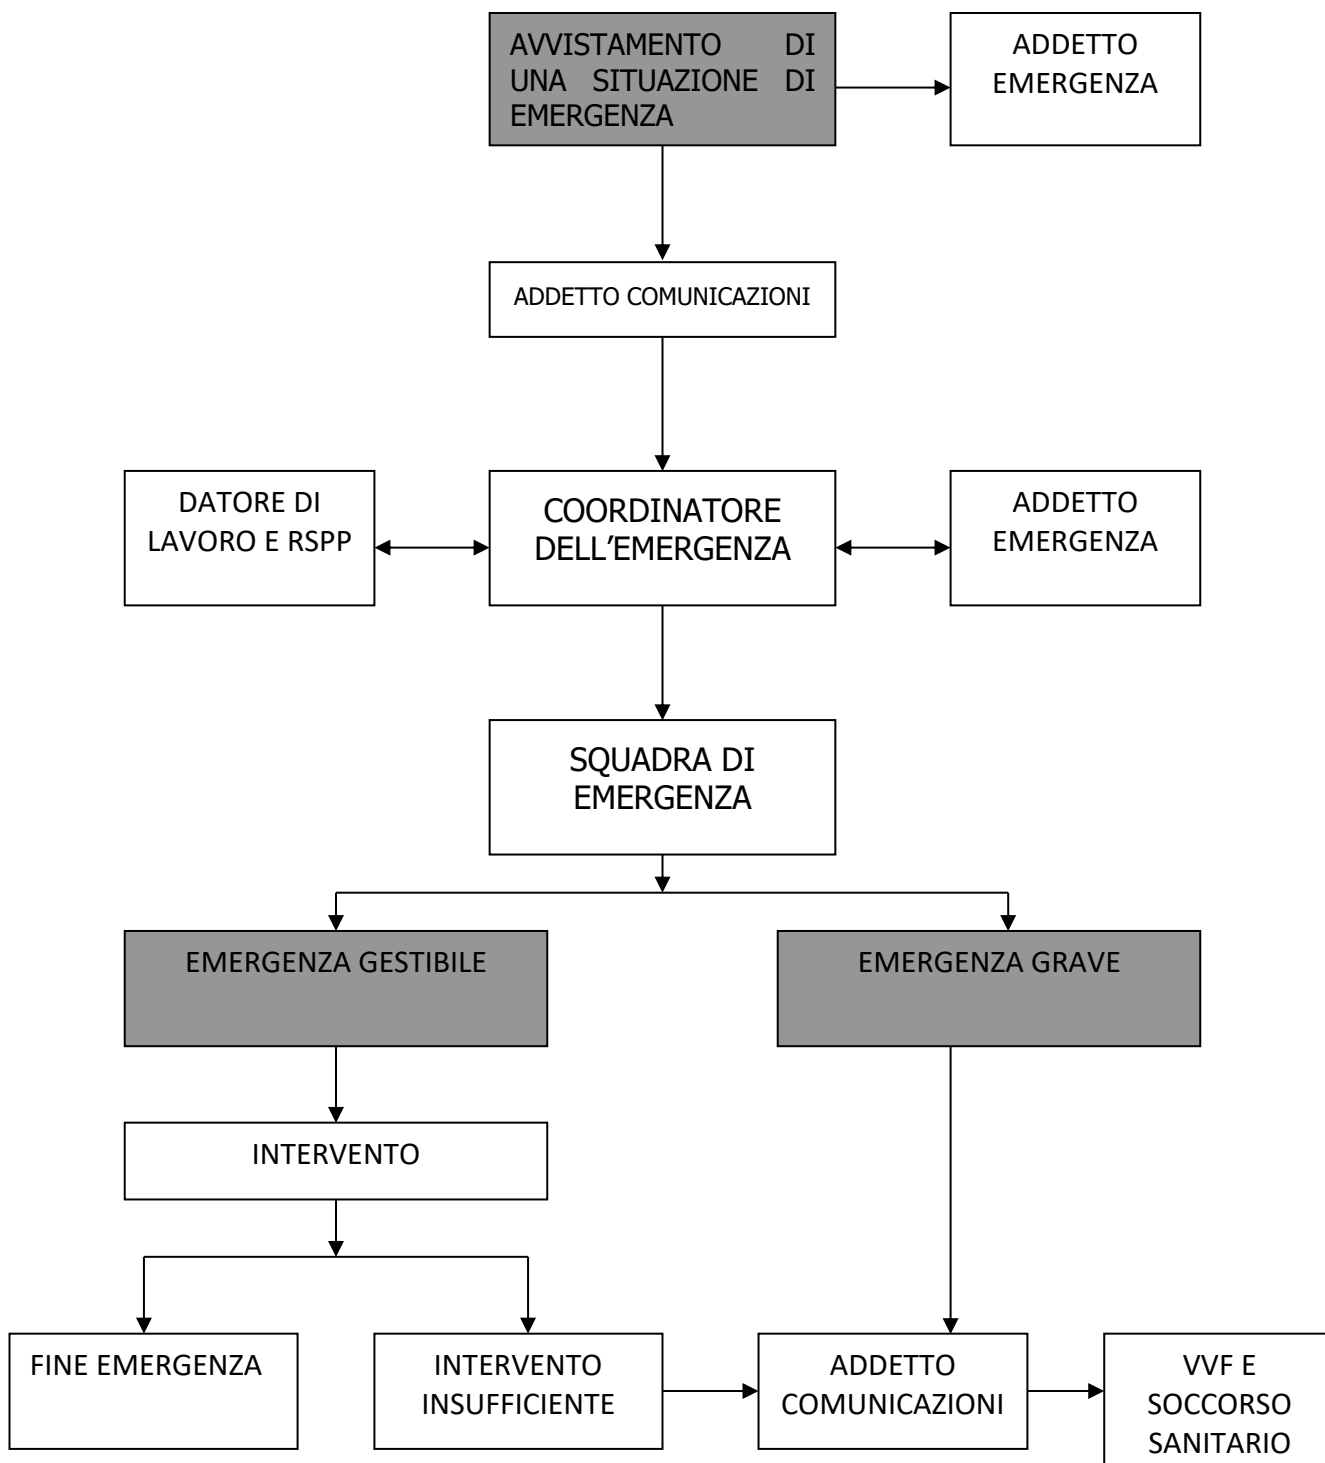 AVVISTAMENTO DI
UNA SITUAZIONE DI
EMERGENZA
ADDETTO
EMERGENZA
ADDETTO COMUNICAZIONI
DATORE DI
LAVORO E RSPP
COORDINATORE
DELL’EMERGENZA
ADDETTO
EMERGENZA
SQUADRA DI
EMERGENZA
EMERGENZA GESTIBILE
EMERGENZA GRAVE
INTERVENTO
FINE EMERGENZA
INTERVENTO
INSUFFICIENTE
ADDETTO
COMUNICAZIONI
VVF E
SOCCORSO
SANITARIO